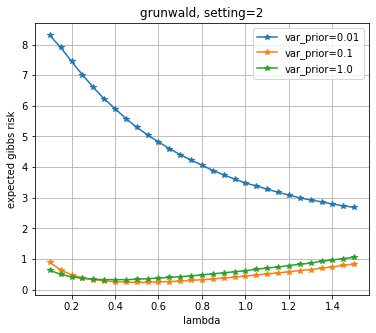 grunwald, setting=2
var_prior=0.01
var_prior=0.1
var_prior=1.0
expected gibbs risk
8
7
6
5
4
3
2
1
0
0.2 0.4 0.6 0.8 1.0 1.2 1.4
lambda